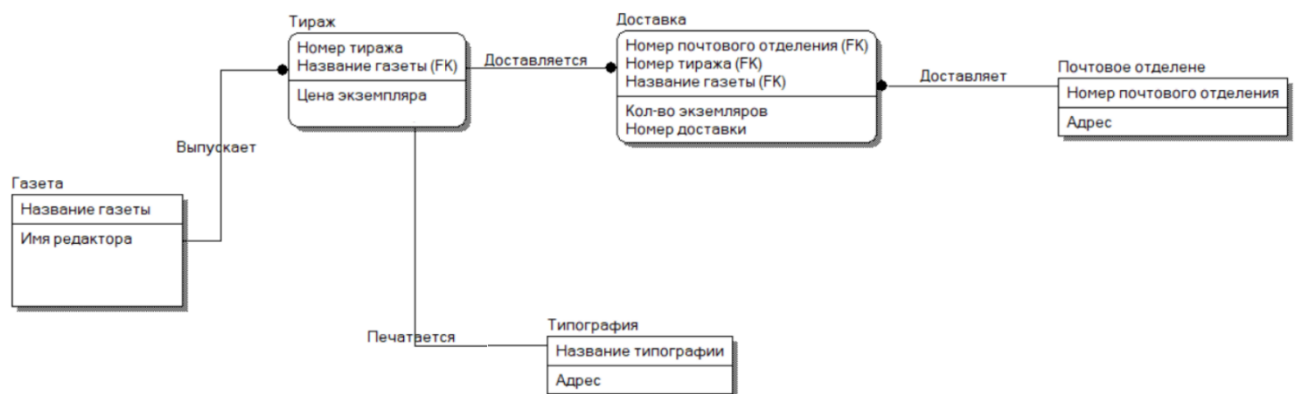 Тираж
Номер тиража
Название газеты (FK)
Цена экземпляра
Доставляется
Доставка
Номер почтового отделения (FK)
Номер тиража (FK)
Название газеты (FK)
Кол-во экземляров
Номер доставки
Доставляет
Почтовое отделене
Номер почтового отделения
Адрес
Выпускает
Газета
Название газеты
Имя редактора
Печатается
Типография
Название типографии
Адрес